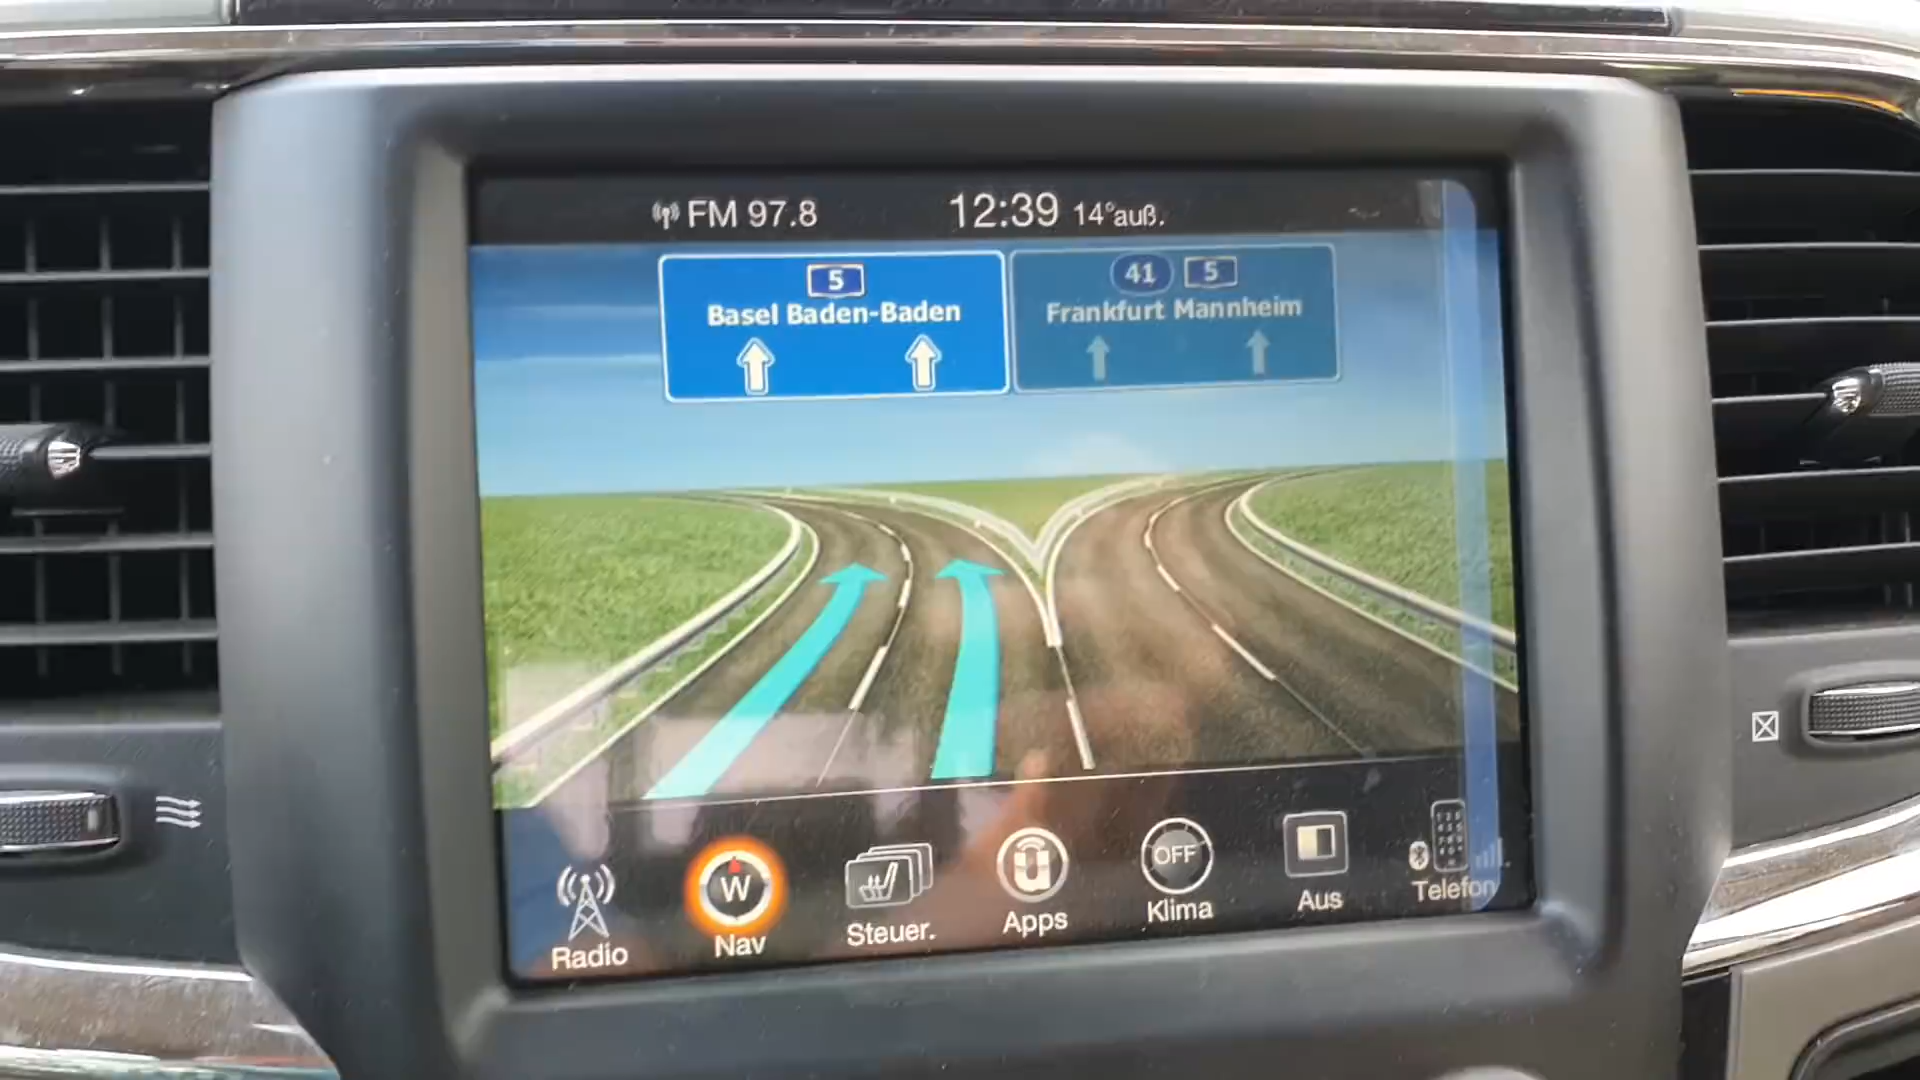 FM 97.8 12:39 14°auß.
5
Basel Baden-Baden
41 5
Frankfurt Mannheim
W
OFF
Radio
Nav
Steuer.
Apps
Klima
Aus
Telefon